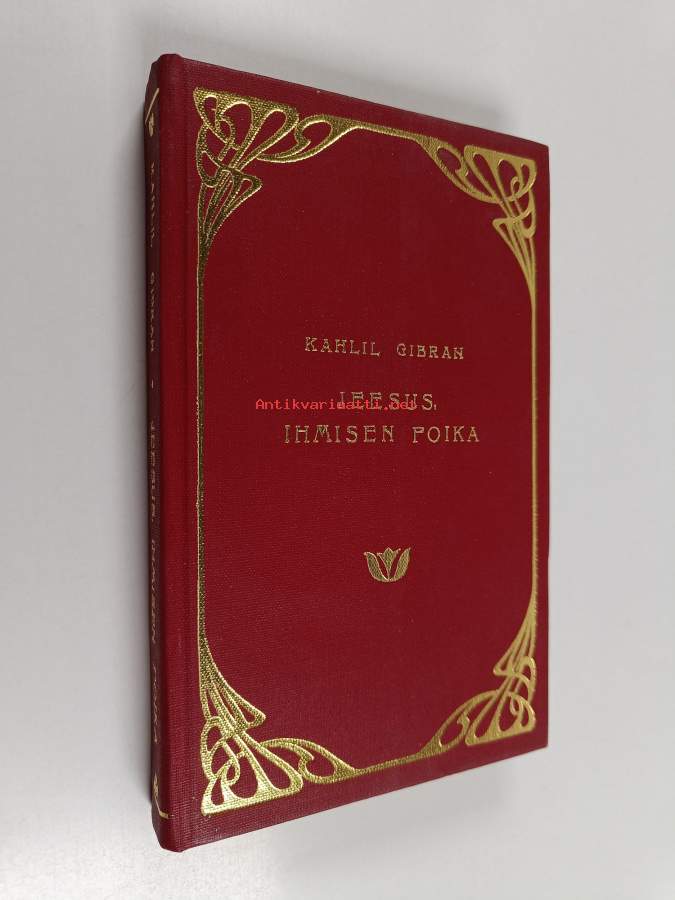 KAHLIL GIBRAN
JEESUS,
IHMISEN POIKA
Antikvariaatti.net
KAHLIL GIBRAN • JEESUS, IHMISEN POIKA